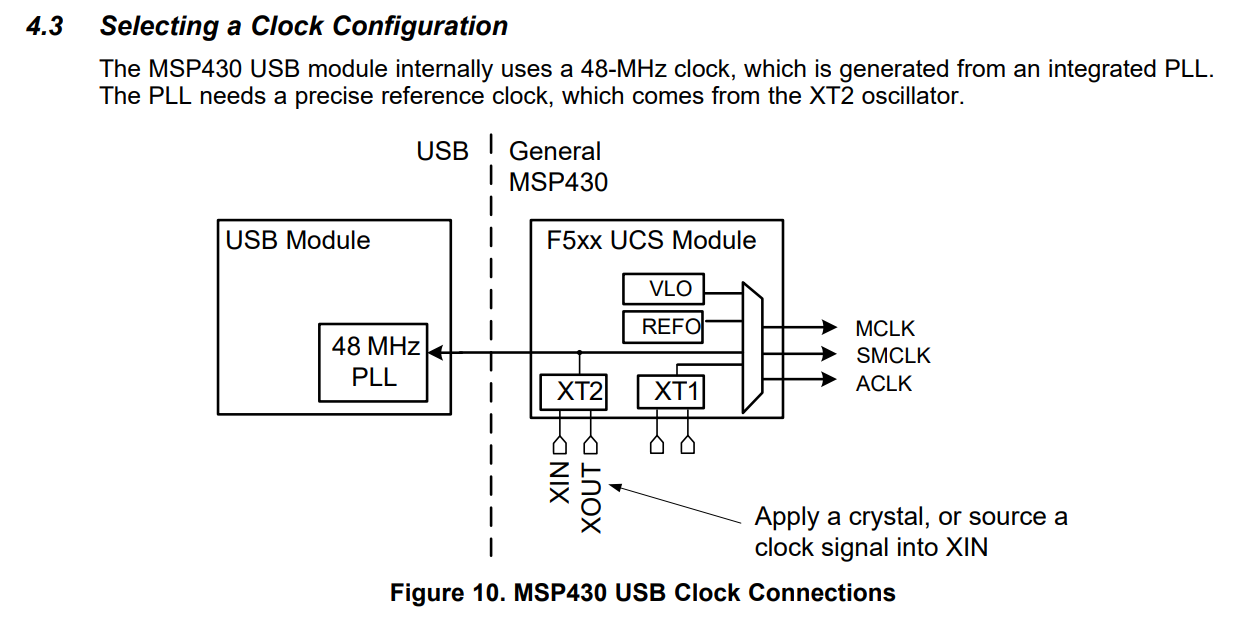 4.3 Selecting a Clock Configuration
The MSP430 USB module internally uses a 48-MHz clock, which is generated from an integrated PLL.
The PLL needs a precise reference clock, which comes from the XT2 oscillator.
USB
General
MSP430
USB Module
F5xx UCS Module
VLO
REFO
48 MHz
PLL
XT2
XT1
MCLK
SMCLK
ACLK
XIN
XOUT
Apply a crystal, or source a
clock signal into XIN
Figure 10. MSP430 USB Clock Connections